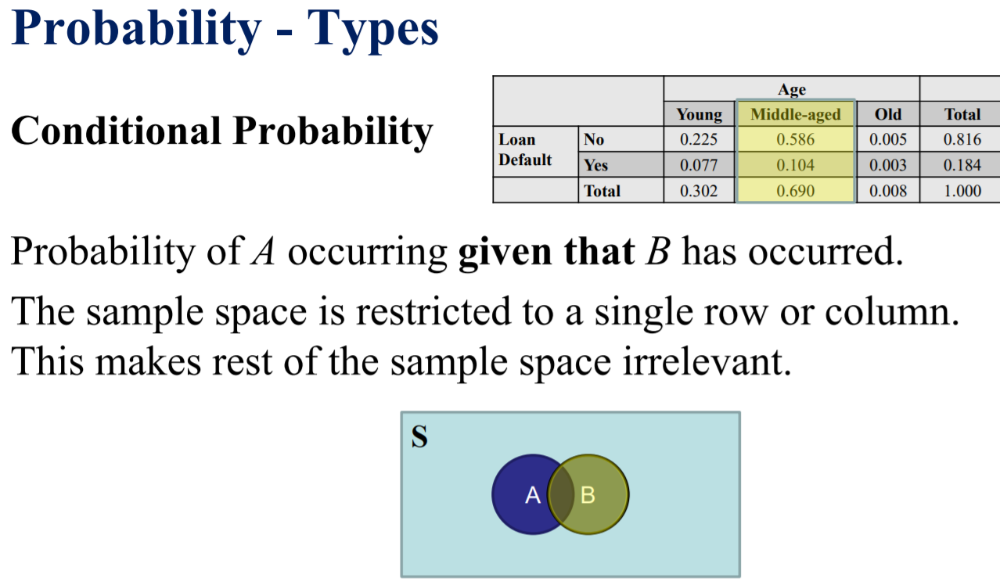 Probability - Types
Conditional Probability
Age
Young Middle-aged Old Total
Loan Default No 0.225 0.586 0.005 0.816
Yes 0.077 0.104 0.003 0.184
Total 0.302 0.690 0.008 1.000
Probability of A occurring given that B has occurred.
The sample space is restricted to a single row or column.
This makes rest of the sample space irrelevant.
S
A B